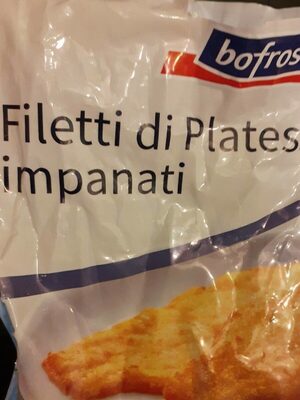 bofros
Filetti di Plates
impanati